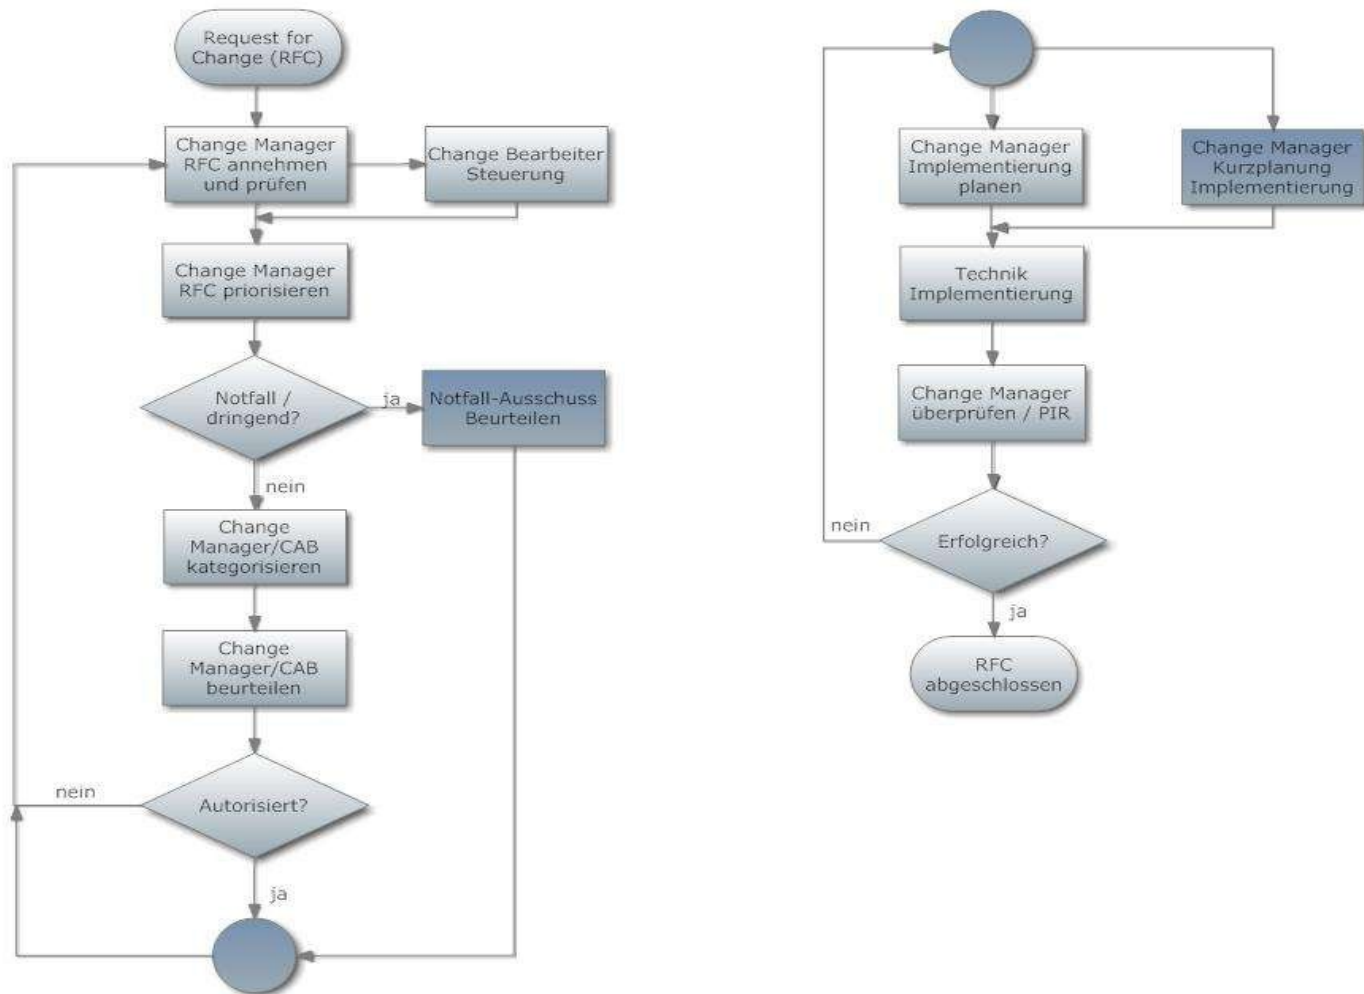 Request for
Change (RFC)
Change Manager
RFC annehmen
und prüfen
Change Bearbeiter
Steuerung
Change Manager
RFC priorisieren
Notfall /
dringend?
ja
Notfall-Ausschuss
Beurteilen
nein
Change
Manager/CAB
kategorisieren
Change
Manager/CAB
beurteilen
nein
Autorisiert?
ja
Change Manager
Implementierung
planen
Change Manager
Kurzplanung
Implementierung
Technik
Implementierung
Change Manager
überprüfen / PIR
nein
Erfolgreich?
ja
RFC
abgeschlossen